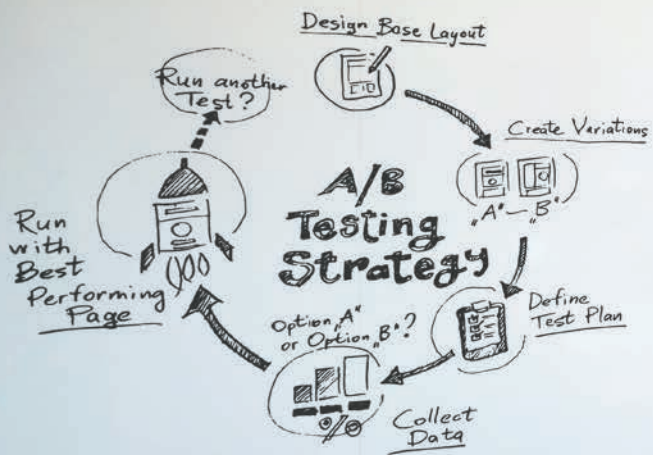 Design Base Layout
Create Variations
„A“ — „B“
Define
Test Plan
Collect
Data
Option „A“
or Option „B“?
Run
with
Best
Performing
Page
Run another
Test?
A/B
Testing
Strategy